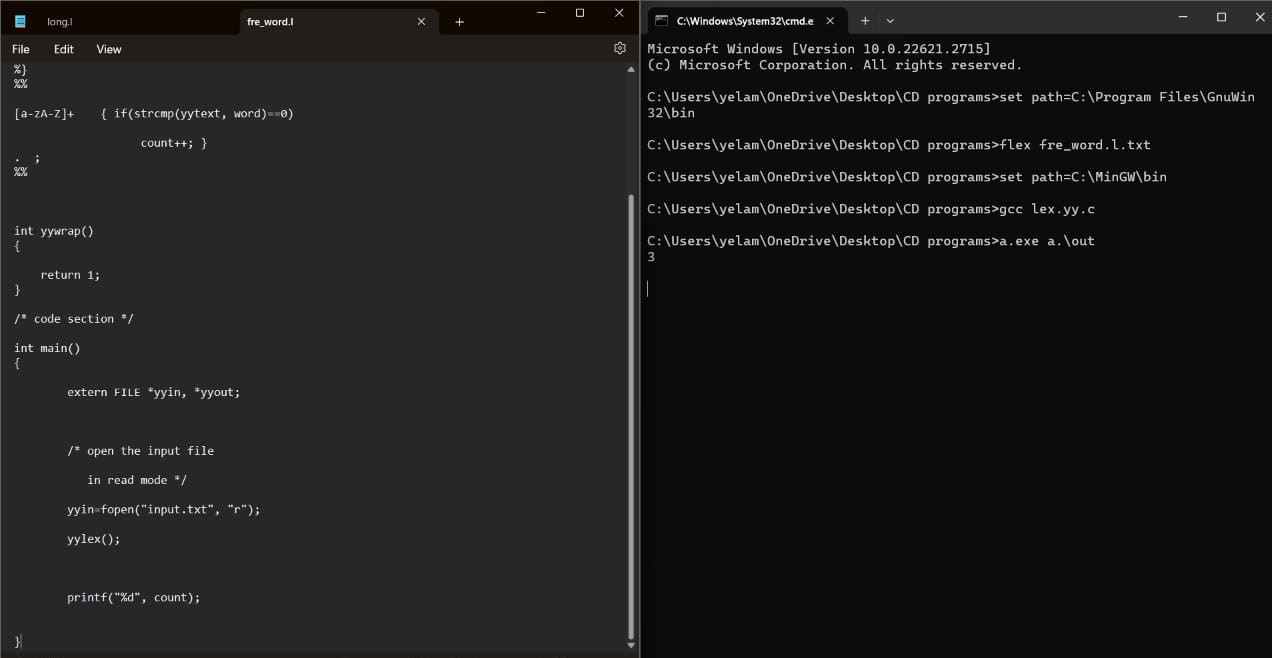 long.l
fre_word.l
File Edit View
%}
%%
[a-zA-Z]+    { if(strcmp(yytext, word)==0)
count++; }
.  ;
%%
int yywrap()
{
return 1;
}
/* code section */
int main()
{
extern FILE *yyin, *yyout;
/* open the input file
in read mode */
yyin=fopen("input.txt", "r");
yylex();
printf("%d", count);
}
C:\Windows\System32\cmd.e
Microsoft Windows [Version 10.0.22621.2715]
(c) Microsoft Corporation. All rights reserved.
C:\Users\yelam\OneDrive\Desktop\CD programs>set path=C:\Program Files\GnuWin
32\bin
C:\Users\yelam\OneDrive\Desktop\CD programs>flex fre_word.l.txt
C:\Users\yelam\OneDrive\Desktop\CD programs>set path=C:\MinGW\bin
C:\Users\yelam\OneDrive\Desktop\CD programs>gcc lex.yy.c
C:\Users\yelam\OneDrive\Desktop\CD programs>a.exe a.\out
3